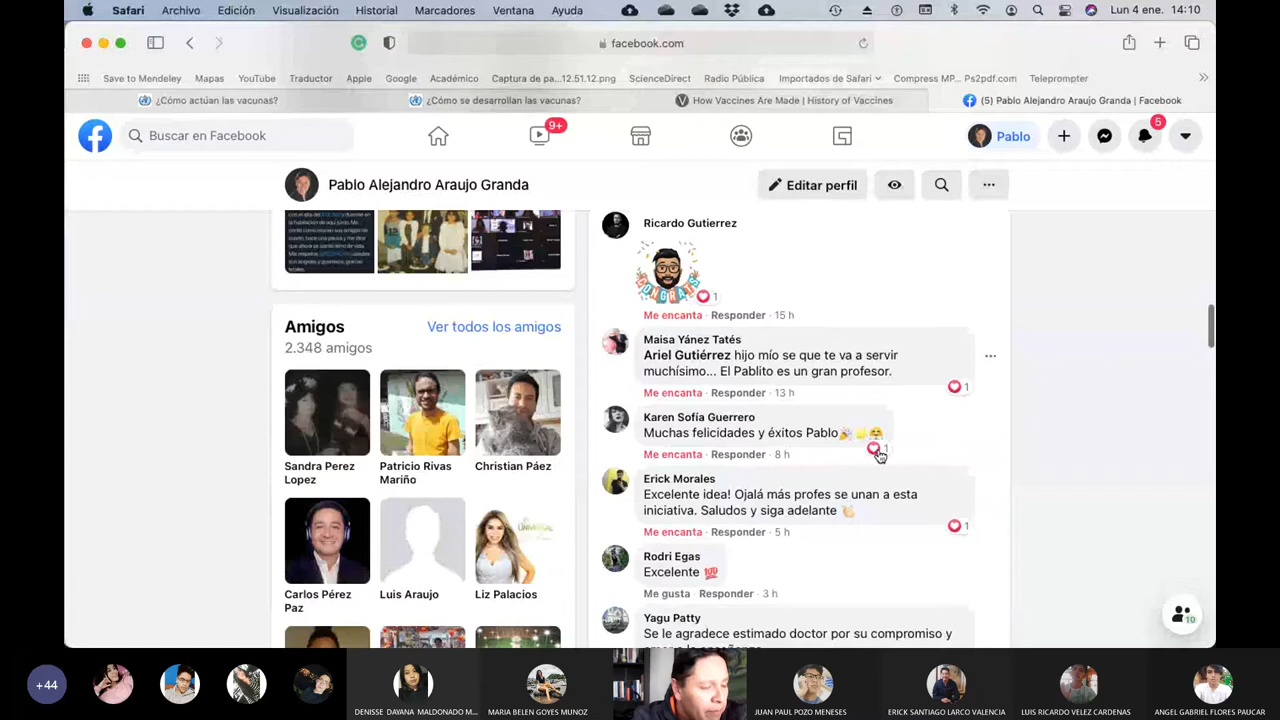 Safari Archivo Edición Visualización Historial Marcadores Ventana Ayuda Lun 4 ene. 14:10
facebook.com
Save to Mendeley Mapas YouTube Traductor Apple Google Académico Captura de pa...12.51.12.png ScienceDirect Radio Pública Importados de Safari Compress MP... Ps2pdf.com Teleprompter
¿Cómo actúan las vacunas? ¿Cómo se desarrollan las vacunas? How Vaccines Are Made | History of Vaccines (5) Pablo Alejandro Araujo Granda | Facebook
Buscar en Facebook 9+ Pablo 5
Pablo Alejandro Araujo Granda Editar perfil
Amigos Ver todos los amigos
2.348 amigos
Sandra Perez Lopez
Patricio Rivas Mariño
Christian Páez
Carlos Pérez Paz
Luis Araujo
Liz Palacios
Ricardo Gutierrez
CONGRATS
1
Me encanta · Responder · 15 h
Maisa Yánez Tatés
Ariel Gutiérrez hijo mío se que te va a servir
muchísimo... El Pablito es un gran profesor.
1
Me encanta · Responder · 13 h
Karen Sofía Guerrero
Muchas felicidades y éxitos Pablo🎉⭐🤗
1
Me encanta · Responder · 8 h
Erick Morales
Excelente idea! Ojalá más profes se unan a esta
iniciativa. Saludos y siga adelante 👏🏻
1
Me encanta · Responder · 5 h
Rodri Egas
Excelente 💯
Me gusta · Responder · 3 h
Yagu Patty
Se le agradece estimado doctor por su compromiso y
10
+44
DENISSE DAYANA MALDONADO M...
MARIA BELEN GOYES MUNOZ
JUAN PAUL POZO MENESES
ERICK SANTIAGO LARCO VALENCIA
LUIS RICARDO VELEZ CARDENAS
ANGEL GABRIEL FLORES PAUCAR